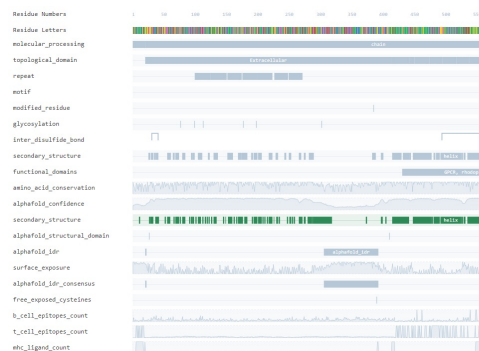 Residue Numbers 0 50 100 150 200 250 300 350 400 450 500
Residue Letters
molecular_processing chain
topological_domain Extracellular
repeat
motif
modified_residue
glycosylation
inter_disulfide_bond
secondary_structure helix
functional_domains GPCR, rhodop
amino_acid_conservation
alphafold_confidence
secondary_structure helix
alphafold_structural_domain
alphafold_idr alphafold_idr
surface_exposure
alphafold_idr_consensus
free_exposed_cysteines
b_cell_epitopes_count
t_cell_epitopes_count
mhc_ligand_count